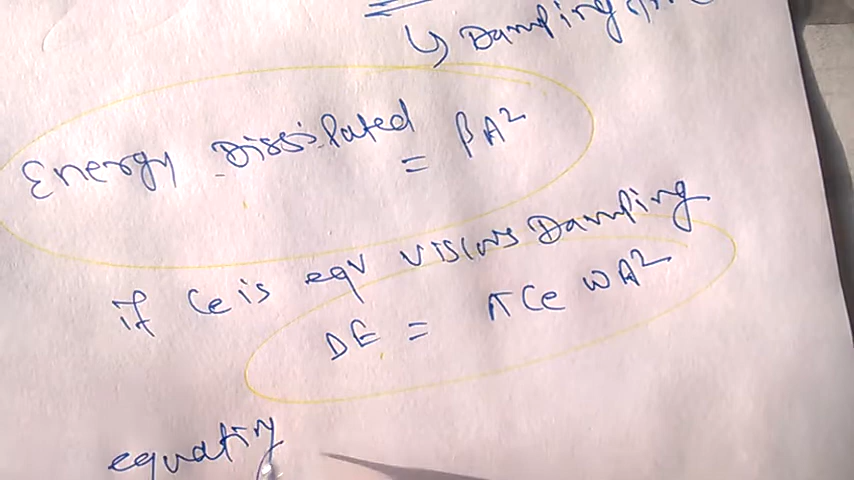 ↳ Damping
Energy Dissipated
= βA²
if Ce is eqv viscous Damping
DE = πCe ωA²
equating